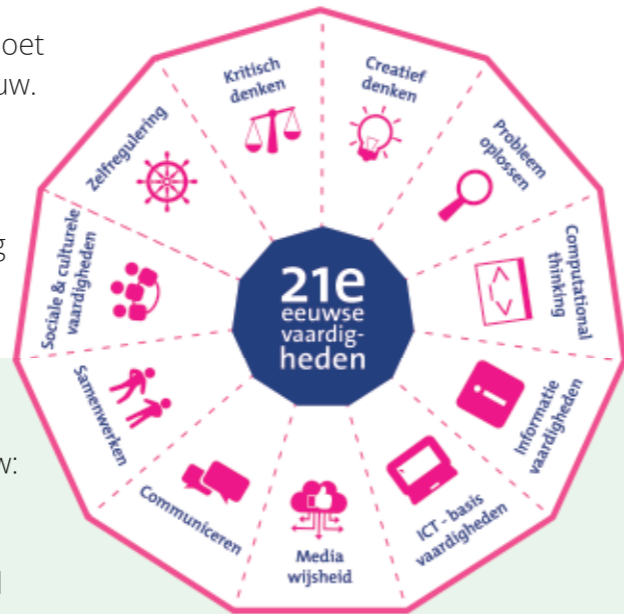 oet
uw.
g
w:
21e
eeuwse
vaardig-
heden
Kritisch
denken
Creatief
denken
Probleem
oplossen
Computational
thinking
Informatie
vaardigheden
ICT - basis
vaardigheden
Media
wijsheid
Communiceren
Samenwerken
Sociale & culturele
vaardigheden
Zelfregulering